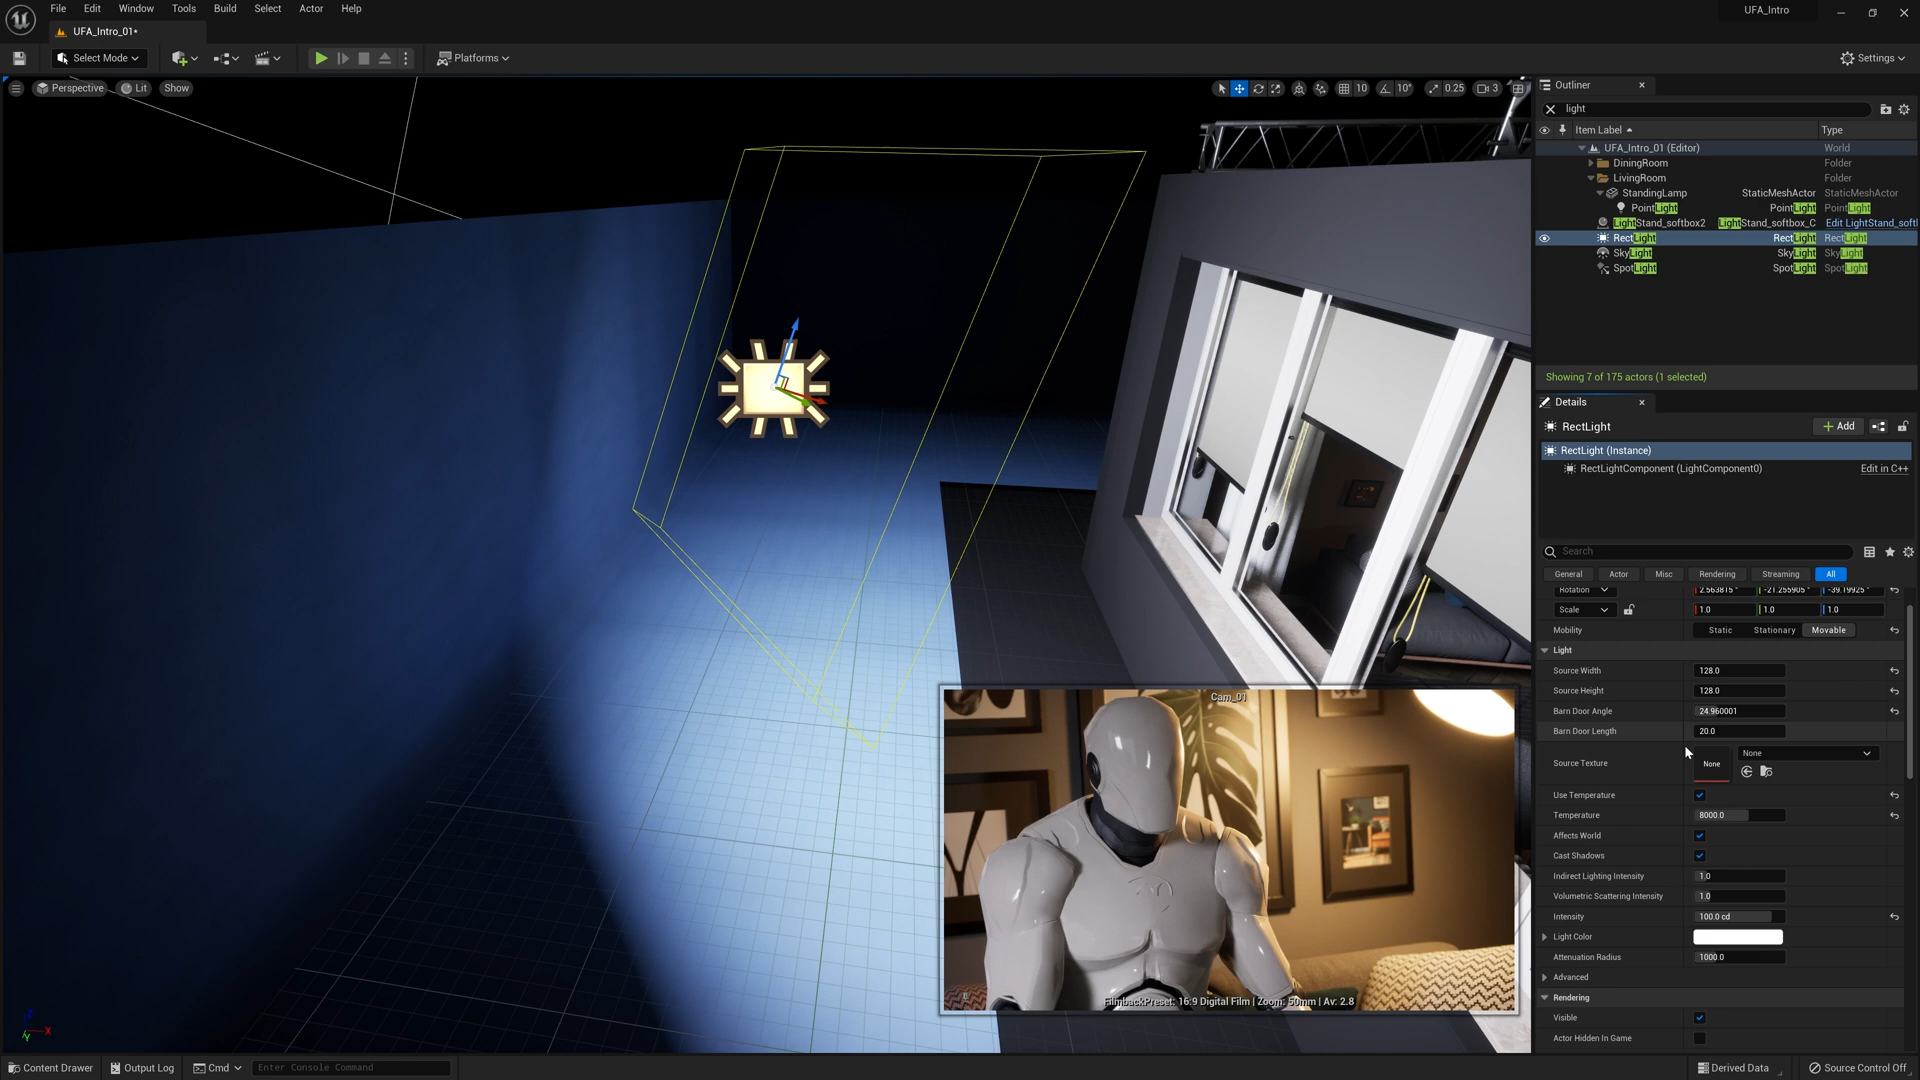 File Edit Window Tools Build Select Actor Help
UFA_Intro
UFA_Intro_01*
Select Mode
Platforms
Settings
Perspective Lit Show
10 10° 0.25 3
Outliner
light
Item Label Type
UFA_Intro_01 (Editor) World
DiningRoom Folder
LivingRoom Folder
StandingLamp StaticMeshActor StaticMeshActor
PointLight PointLight PointLight
LightStand_softbox2 LightStand_softbox_C Edit LightStand_softl
RectLight RectLight RectLight
SkyLight SkyLight SkyLight
SpotLight SpotLight SpotLight
Showing 7 of 175 actors (1 selected)
Details
RectLight Add
RectLight (Instance)
RectLightComponent (LightComponent0) Edit in C++
Search
General Actor Misc Rendering Streaming All
Rotation 2.563815° -21.255905° -39.19925°
Scale 1.0 1.0 1.0
Mobility Static Stationary Movable
Light
Source Width 128.0
Source Height 128.0
Barn Door Angle 24.960001
Barn Door Length 20.0
Source Texture None None
Use Temperature
Temperature 8000.0
Affects World
Cast Shadows
Indirect Lighting Intensity 1.0
Volumetric Scattering Intensity 1.0
Intensity 100.0 cd
Light Color
Attenuation Radius 1000.0
Advanced
Rendering
Visible
Actor Hidden In Game
Cam_01
FilmbackPreset: 16:9 Digital Film | Zoom: 50mm | Av: 2.8
Z
X
Y
Content Drawer Output Log Cmd Enter Console Command
Derived Data Source Control Off